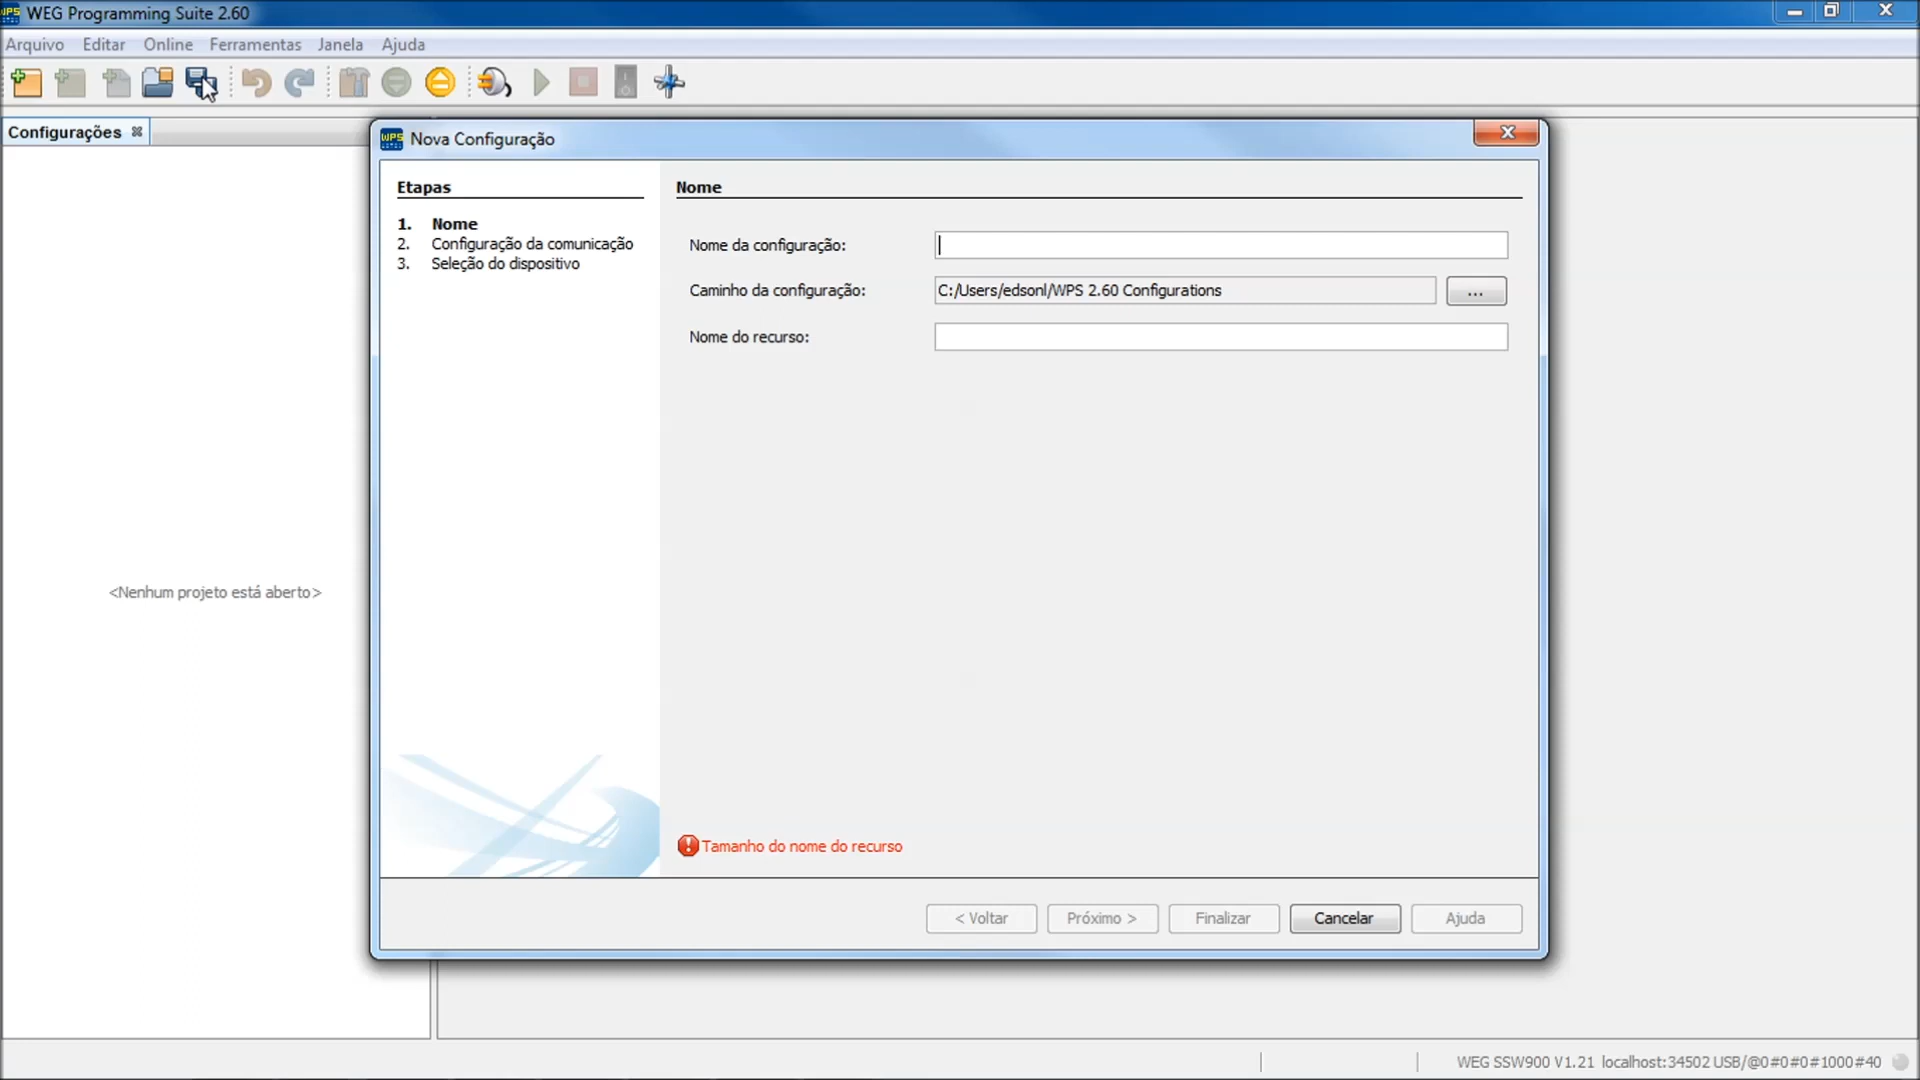 WEG Programming Suite 2.60
Arquivo Editar Online Ferramentas Janela Ajuda
Configurações
<Nenhum projeto está aberto>
WPS Nova Configuração
Etapas
1. Nome
2. Configuração da comunicação
3. Seleção do dispositivo
Nome
Nome da configuração:
Caminho da configuração: C:/Users/edsonl/WPS 2.60 Configurations ...
Nome do recurso:
Tamanho do nome do recurso
< Voltar Próximo > Finalizar Cancelar Ajuda
WEG SSW900 V1.21 localhost:34502 USB/@0#0#0#1000#40